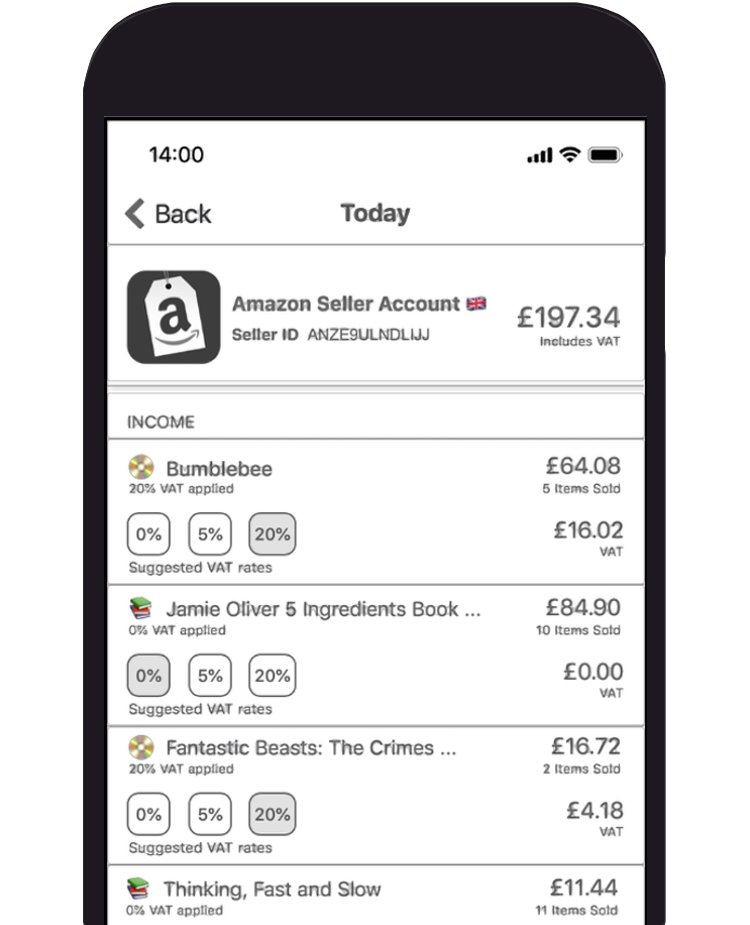 14:00
Back Today
Amazon Seller Account
£197.34
Seller ID ANZE9ULNDLIJJ
Includes VAT
INCOME
Bumblebee £64.08
20% VAT applied 5 Items Sold
0% 5% 20% £16.02
VAT
Suggested VAT rates
Jamie Oliver 5 Ingredients Book ... £84.90
0% VAT applied 10 Items Sold
0% 5% 20% £0.00
VAT
Suggested VAT rates
Fantastic Beasts: The Crimes ... £16.72
20% VAT applied 2 Items Sold
0% 5% 20% £4.18
VAT
Suggested VAT rates
Thinking, Fast and Slow £11.44
0% VAT applied 11 Items Sold